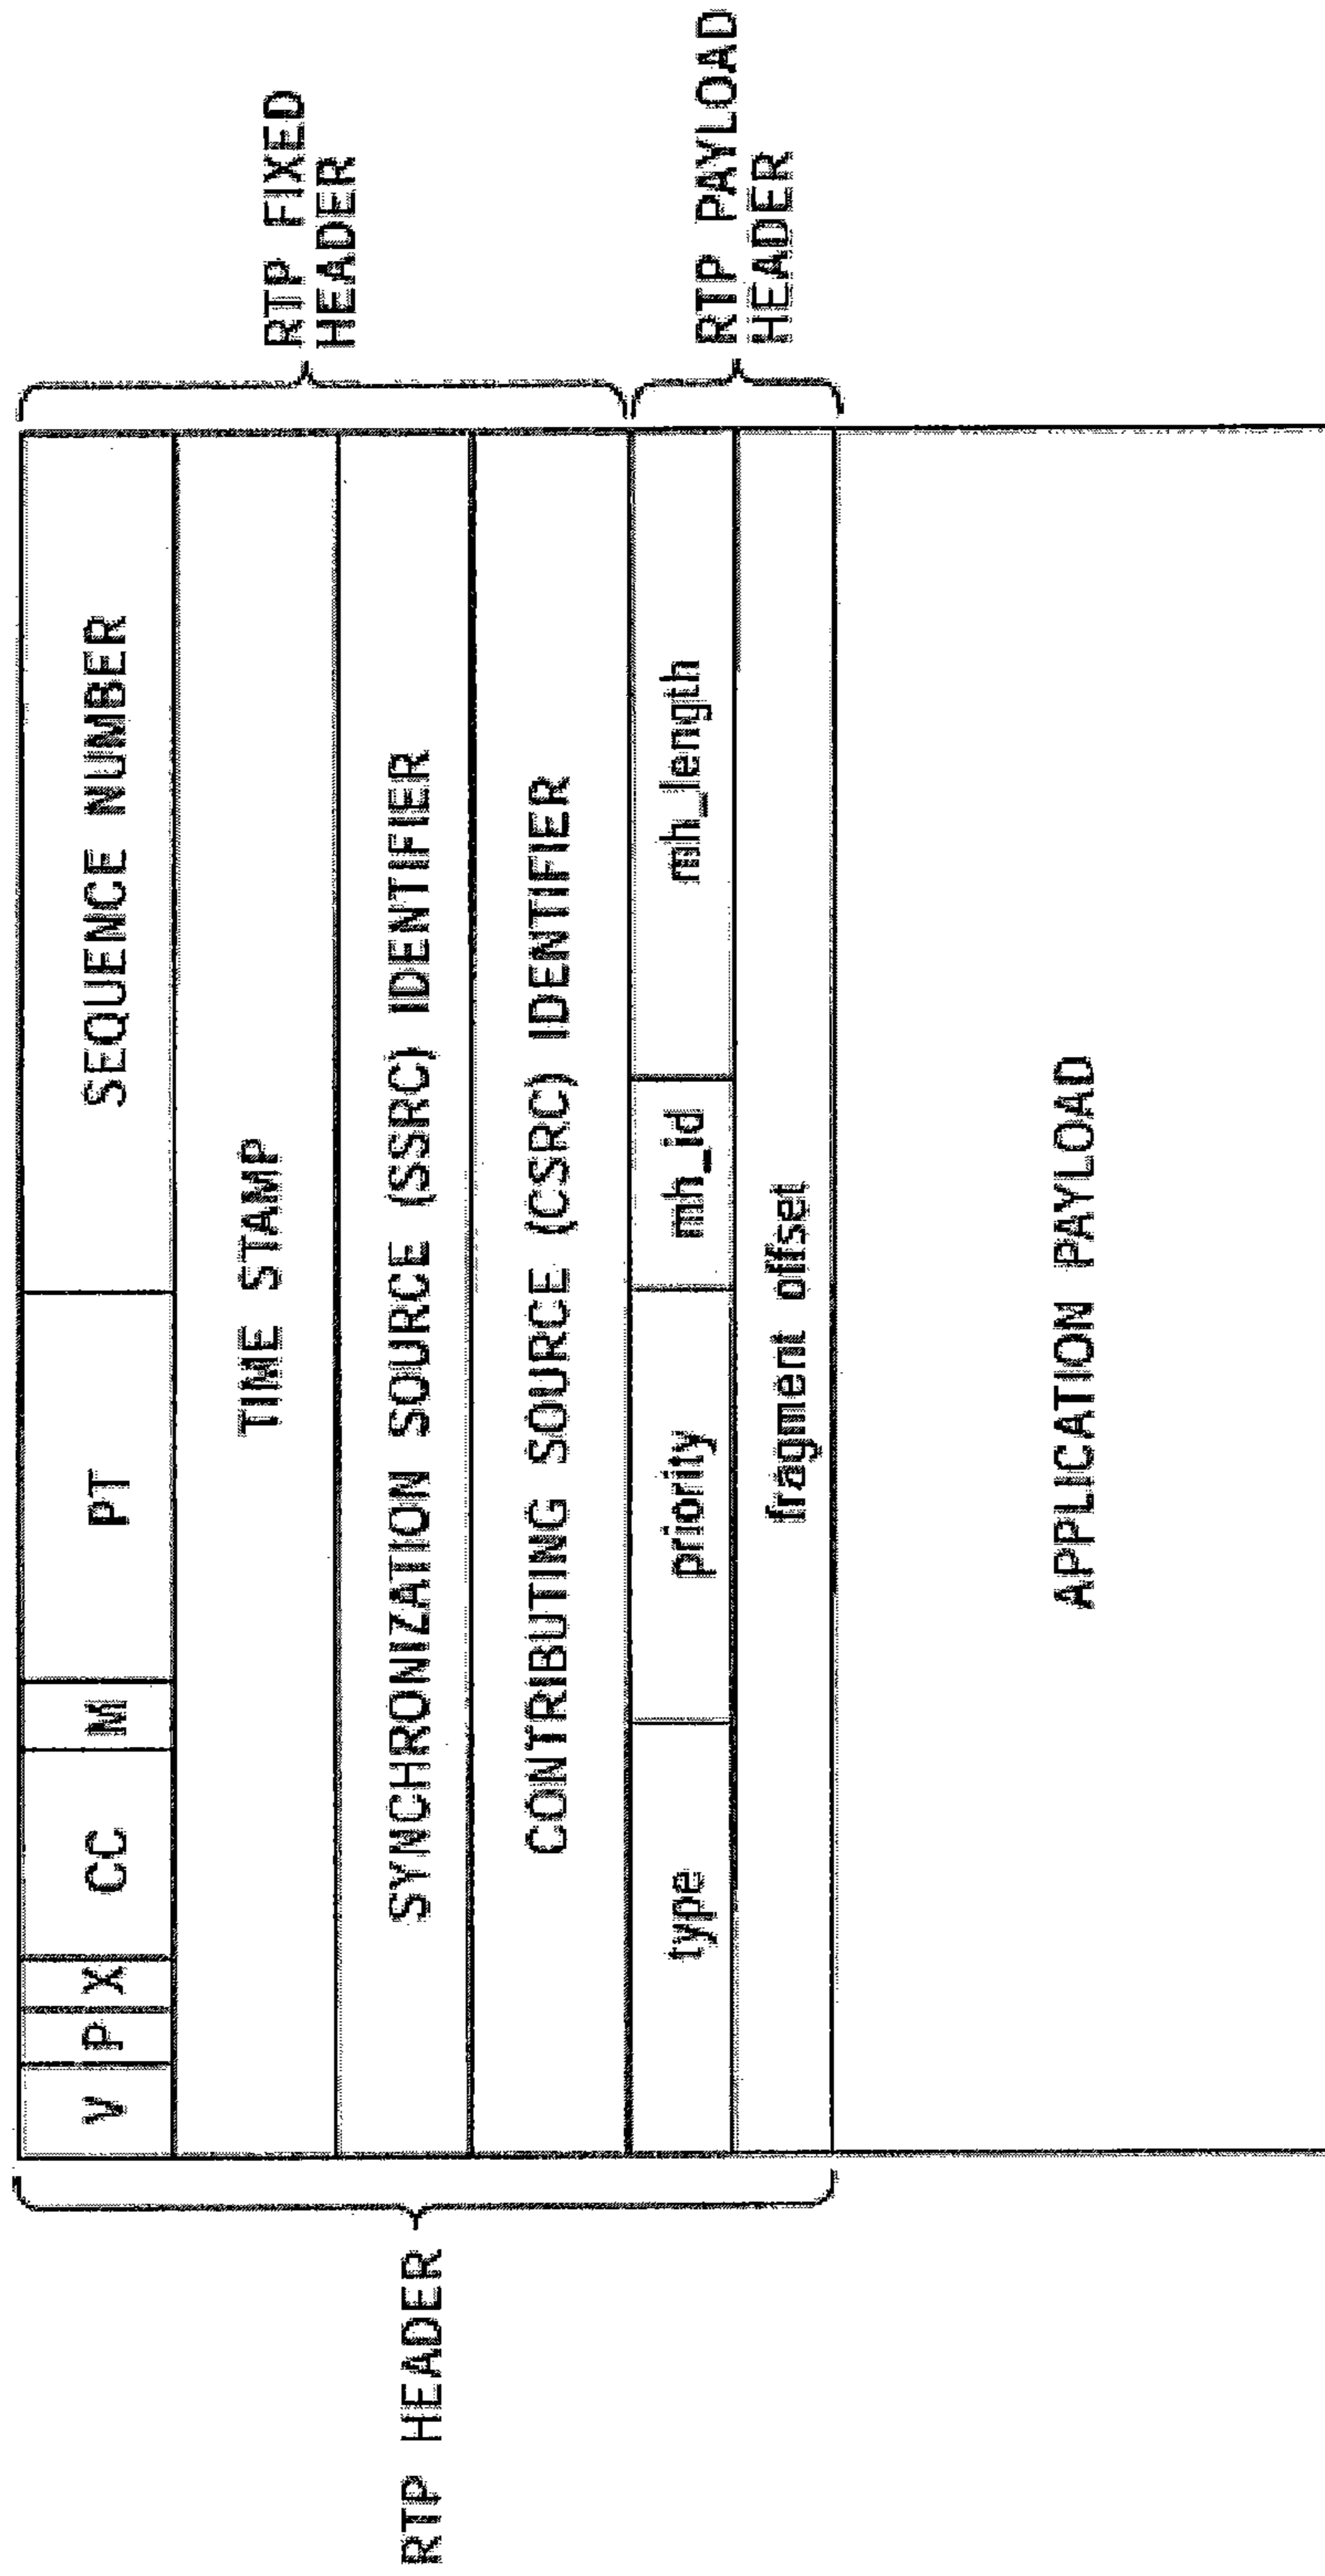 RTP HEADER
V P X CC M PT SEQUENCE NUMBER
TIME STAMP
SYNCHRONIZATION SOURCE (SSRC) IDENTIFIER
CONTRIBUTING SOURCE (CSRC) IDENTIFIER
RTP FIXED
HEADER
type priority mh_id mh_length
fragment offset
RTP PAYLOAD
HEADER
APPLICATION PAYLOAD